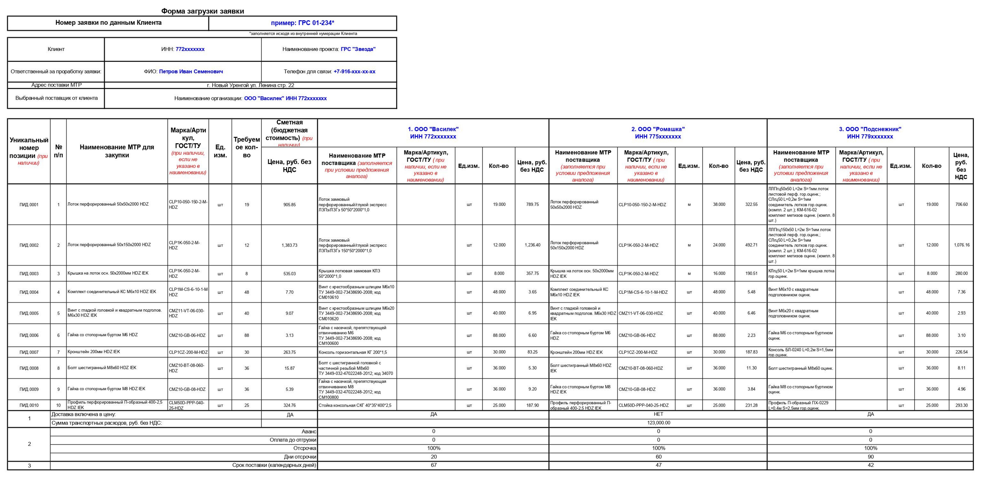 Форма загрузки заявки
Номер заявки по данным Клиента
пример: ГРС 01-234*
*заполняется исходя из внутренней нумерации Клиента
Клиент
ИНН: 772xxxxxxx
Наименование проекта: ГРС "Звезда"
Ответственный за проработку заявки:
ФИО: Петров Иван Семенович
Телефон для связи: +7-916-xxx-xx-xx
Адрес поставки МТР
г. Новый Уренгой ул. Ленина стр. 22
Выбранный поставщик от клиента
Наименование организации: ООО "Василек" ИНН 772xxxxxxx
Уникальный
номер
позиции (при
наличии)
№
п/п
Наименование МТР для
закупки
Марка/Арти
кул,
ГОСТ/ТУ
(при наличии,
если не
указано в
наименовании)
Ед.
изм.
Требуем
ое кол-
во
Сметная
(бюджетная
стоимость) (при
наличии)
Цена, руб. без
НДС
1. ООО "Василек"
ИНН 772xxxxxxx
Наименование МТР
поставщика (заполняется
при условии предложения
аналога)
Марка/Артикул,
ГОСТ/ТУ ( при
наличии, если не
указано в
наименовании)
Ед.изм.
Кол-во
Цена, руб.
без НДС
2. ООО "Ромашка"
ИНН 775xxxxxxx
Наименование МТР
поставщика
(заполняется при
условии предложения
аналога)
Марка/Артикул,
ГОСТ/ТУ ( при
наличии, если не
указано в
наименовании)
Ед.изм.
Кол-во
Цена, руб.
без НДС
3. ООО "Подснежник"
ИНН 779xxxxxxx
Наименование МТР
поставщика
(заполняется при
условии предложения
аналога)
Марка/Артикул,
ГОСТ/ТУ ( при
наличии, если не
указано в
наименовании)
Ед.изм.
Кол-во
Цена,
руб.
без
НДС
ПИД.0001
1
Лоток перфорированный 50х50х2000 HDZ
CLP10-050-150-2-M-
HDZ
шт
19
905.85
Лоток замковый
перфорированный/глухой экспресс
ЛЗПэ/ЛЗГэ 50*50*2000*1,0
шт
19.000
789.75
Лоток перфорированный
50х50х2000 HDZ
CLP10-050-150-2-M-HDZ
м
38.000
322.55
ЛЛПгц50х50 L=2м S=1мм лоток
листовой перф. гор.оцинк.;
СЛгц50 L=0,2м S=1мм
соединитель лотков гор.оцинк.
(компл. 2 шт.); КМ-616-02
комплект метизов оцинк. (компл. 8
шт.)
шт
19.000
706.60
ПИД.0002
2
Лоток перфорированный 50х150х2000 HDZ
CLP1K-050-2-M-
HDZ
шт
12
1,383.73
Лоток замковый
перфорированный/глухой экспресс
ЛЗПэ/ЛЗГэ 150*50*2000*1,0
шт
12.000
1,236.40
Лоток перфорированный
50х150х2000 HDZ
CLP1K-050-2-M-HDZ
м
24.000
492.71
ЛЛПгц150х50 L=2м S=1мм лоток
листовой перф. гор.оцинк.;
СЛгц50 L=0,2м S=1мм
соединитель лотков гор.оцинк.
(компл. 2 шт.); КМ-616-02
комплект метизов оцинк. (компл. 8
шт.)
шт
12.000
1,076.16
ПИД.0003
3
Крышка на лоток осн. 50х2000мм HDZ IEK
CLP1K-050-2-M-
HDZ
шт
8
535.03
Крышка лотковая замковая КЛЗ
50*2000*1,0
шт
8.000
357.75
Крышка на лоток осн. 50х2000мм
HDZ IEK
CLP1K-050-2-M-HDZ
м
16.000
190.51
КЛгц50 L=2м S=1мм крышка лотка
гор.оцинк.
шт
8.000
280.00
ПИД.0004
4
Комплект соединительный КС М6х10 HDZ IEK
CLP1M-CS-6-10-1-M
HDZ
шт
48
7.70
Винт с крестообразным шлицем М6х10
ТУ 3449-002-73438690-2008; код
СМ010610
шт
48.000
3.65
Комплект соединительный КС
М6х10 HDZ IEK
CLP1M-CS-6-10-1-M-HDZ
шт
48.000
5.48
Винт М6х10 с квадратным
подголовником оцинк.
шт
48.000
7.36
ПИД.0005
5
Винт с гладкой головкой и квадратным подголов.
М6х30 HDZ IEK
CMZ11-VT-06-030-
HDZ
шт
40
9.07
Винт с крестообразным шлицем М6х20
ТУ 3449-002-73438690-2008; код
СМ010620
шт
40.000
6.95
Винт с гладкой головкой и
квадратным подголов. М6х30 HDZ
IEK
CMZ11-VT-06-030-HDZ
шт
40.000
6.46
Винт М6х20 с квадратным
подголовником оцинк.
шт
40.000
2.93
ПИД.0006
6
Гайка со стопорным буртом М6 HDZ
CMZ10-GB-06-HDZ
шт
88
3.13
Гайка с насечкой, препятствующей
отвинчиванию М6
ТУ 3449-002-73438690-2008; код
СМ100600
шт
88.000
6.60
Гайка со стопорным буртом М6
HDZ
CMZ10-GB-06-HDZ
шт
88.000
2.23
Гайка М6 со стопорным буртиком
оцинк.
шт
88.000
3.10
ПИД.0007
7
Кронштейн 200мм HDZ IEK
CLP1CZ-200-M-HDZ
шт
30
263.75
Консоль горизонтальная КГ 200*1,5
шт
30.000
83.25
Кронштейн 200мм HDZ IEK
CLP1CZ-200-M-HDZ
шт
30.000
187.83
Консоль БЛ-0240 L=0,2м S=1,5мм
гор.оцинк.
шт
30.000
226.54
ПИД.0008
8
Болт шестигранный М8х60 HDZ IEK
CMZ10-BT-08-060-
HDZ
шт
36
15.87
Болт с шестигранной головкой с
частичной резьбой М8х60
ТУ 3449-032-47022248-2012; код 34070
шт
36.000
5.30
Болт шестигранный М8х60 HDZ
IEK
CMZ10-BT-08-060-HDZ
шт
36.000
11.30
Болт шестигранный М8х60 оцинк.
шт
36.000
8.11
ПИД.0009
9
Гайка со стопорным буртом М8 HDZ IEK
CMZ10-GB-08-HDZ
шт
36
5.39
Гайка с насечкой, препятствующая
отвинчиванию М8
ТУ 3449-032-47022248-2012; код
СМ100800
шт
36.000
9.20
Гайка со стопорным буртом М8
HDZ IEK
CMZ10-GB-08-HDZ
шт
36.000
3.84
Гайка М8 со стопорным буртиком
оцинк.
шт
36.000
4.96
ПИД.0010
10
Профиль перфорированный П-образный 400-2,5
HDZ IEK
CLM50D-PPP-040-
25-HDZ
шт
25
324.76
Стойка консольная СКГ 40*35*400*2,5
шт
25.000
187.90
Профиль перфорированный П-
образный 400-2,5 HDZ IEK
CLM50D-PPP-040-25-HDZ
шт
25.000
231.28
Профиль П-образный ПХ-0229
L=0,4м S=2,5мм гор.оцинк.
шт
25.000
293.30
1
Доставка включена в цену:
ДА
ДА
НЕТ
ДА
Сумма транспортных расходов, руб. без НДС:
123,000.00
2
Аванс
0
0
0
Оплата до отгрузки
0
0
0
Отсрочка
100%
100%
100%
Дни отсрочки
20
60
90
3
Срок поставки (календарных дней)
67
47
42